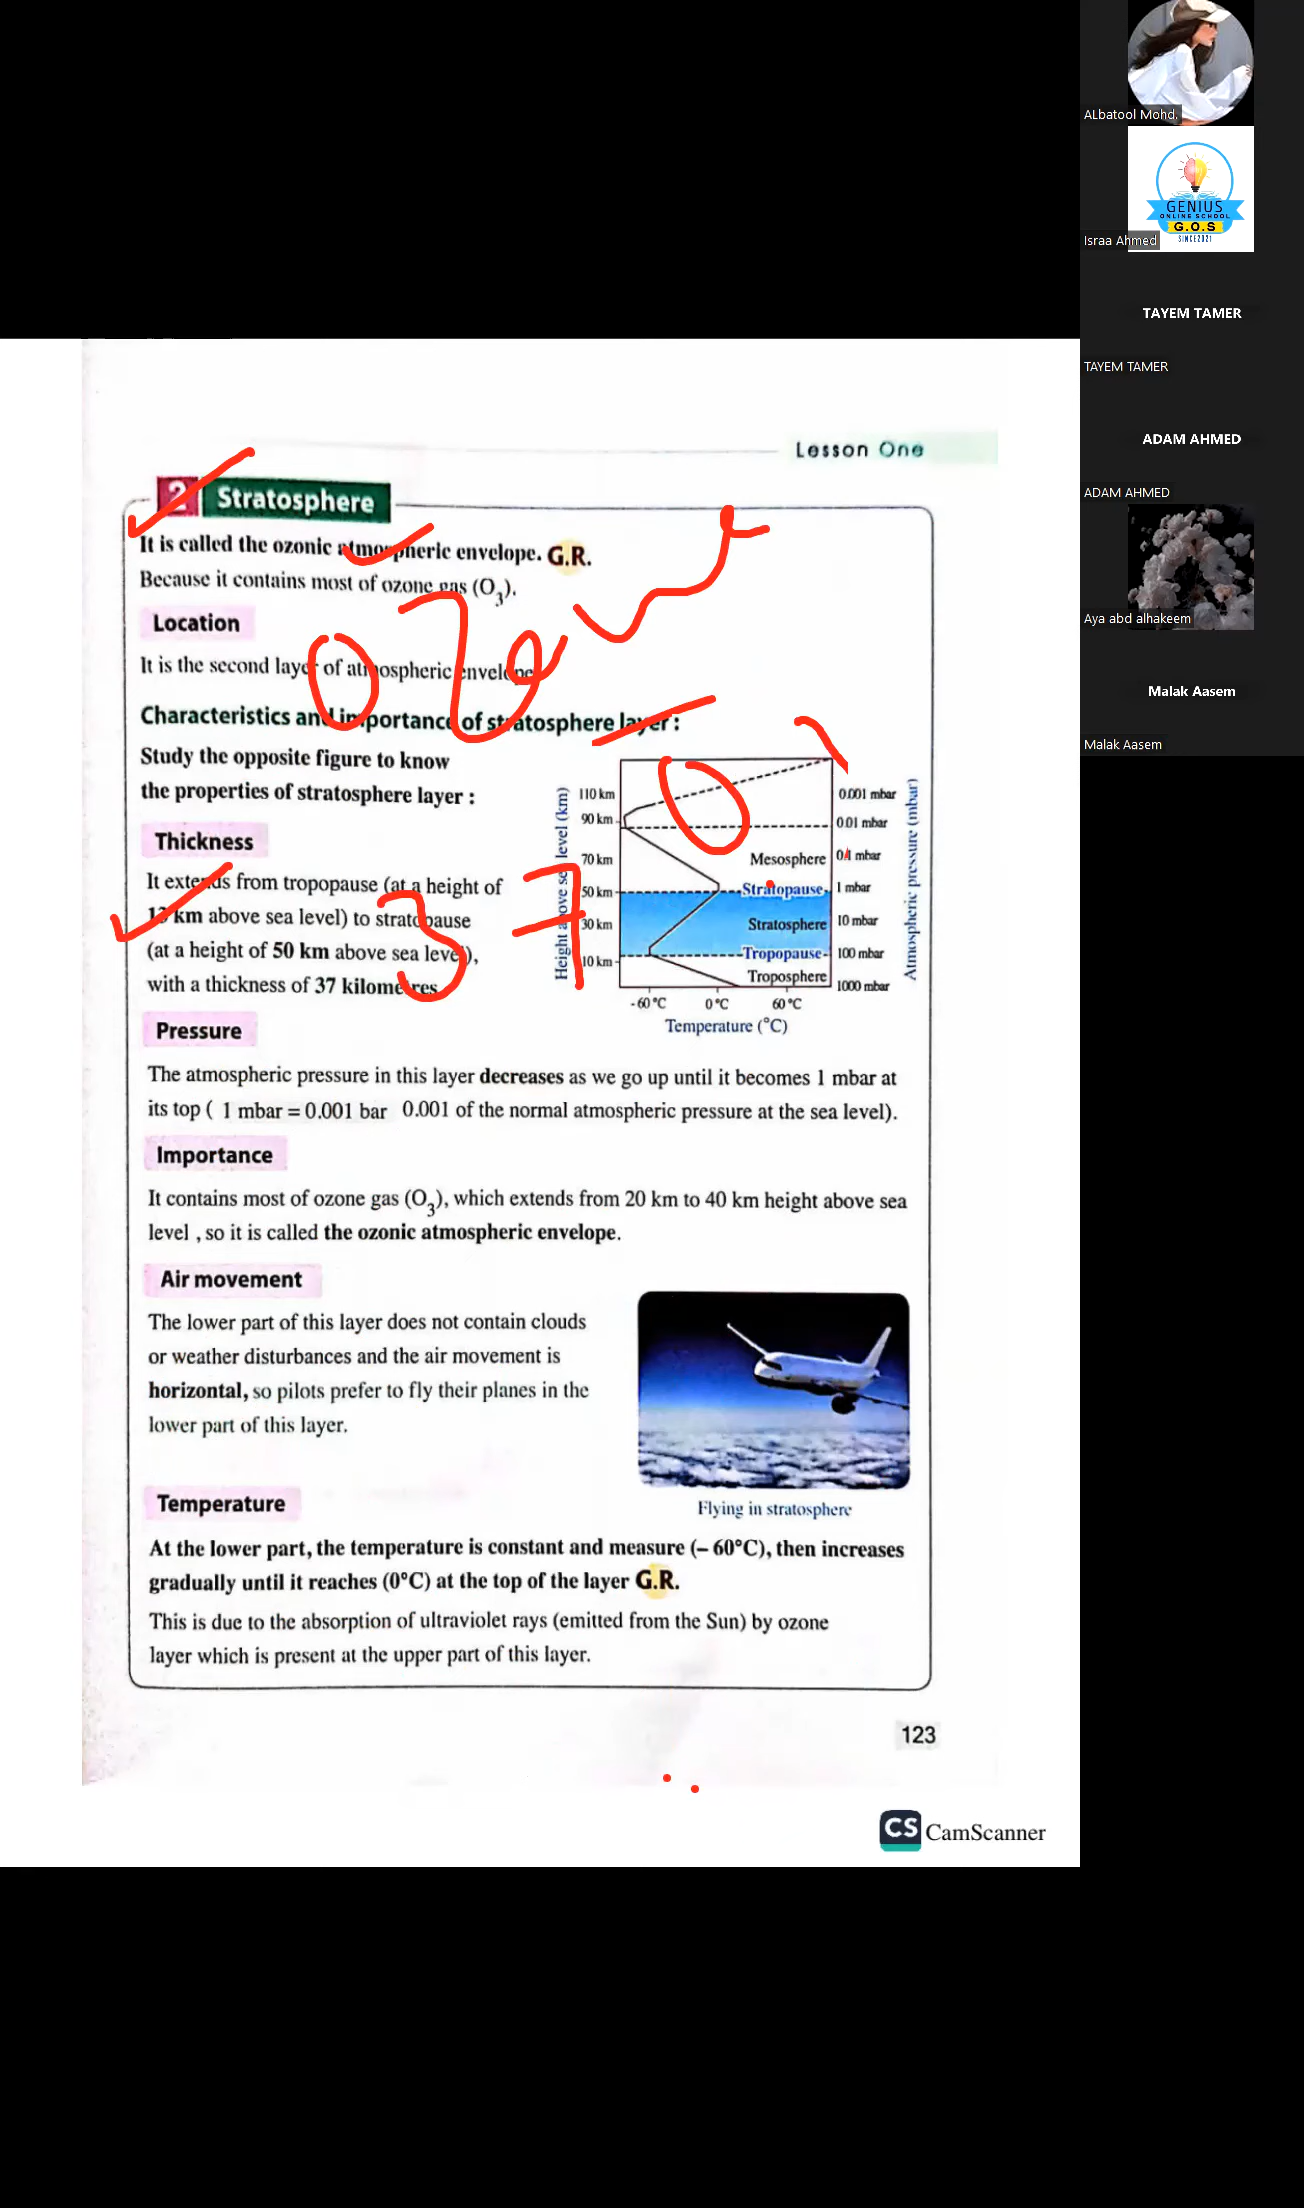 ALbatool Mohd.
GENIUS
ONLINE SCHOOL
G.O.S
SINCE2021
Israa Ahmed
TAYEM TAMER
TAYEM TAMER
ADAM AHMED
ADAM AHMED
Aya abd alhakeem
Malak Aasem
Malak Aasem
Lesson One
2 Stratosphere
It is called the ozonic atmospheric envelope. G.R.
Because it contains most of ozone gas (O3).
Location
It is the second layer of atmospheric envelope
Characteristics and importance of stratosphere layer :
Study the opposite figure to know
the properties of stratosphere layer :
Thickness
It extends from tropopause (at a height of
13 km above sea level) to stratopause
(at a height of 50 km above sea level),
with a thickness of 37 kilometres
37
Height above sea level (km)
110 km
90 km
70 km
50 km
30 km
10 km
Mesosphere
Stratopause
Stratosphere
Tropopause
Troposphere
0.001 mbar
0.01 mbar
0.1 mbar
1 mbar
10 mbar
100 mbar
1000 mbar
Atmospheric pressure (mbar)
-60°C 0°C 60°C
Temperature (°C)
Pressure
The atmospheric pressure in this layer decreases as we go up until it becomes 1 mbar at
its top ( 1 mbar = 0.001 bar 0.001 of the normal atmospheric pressure at the sea level).
Importance
It contains most of ozone gas (O3), which extends from 20 km to 40 km height above sea
level , so it is called the ozonic atmospheric envelope.
Air movement
The lower part of this layer does not contain clouds
or weather disturbances and the air movement is
horizontal, so pilots prefer to fly their planes in the
lower part of this layer.
Flying in stratosphere
Temperature
At the lower part, the temperature is constant and measure (– 60°C), then increases
gradually until it reaches (0°C) at the top of the layer G.R.
This is due to the absorption of ultraviolet rays (emitted from the Sun) by ozone
layer which is present at the upper part of this layer.
123
CS CamScanner